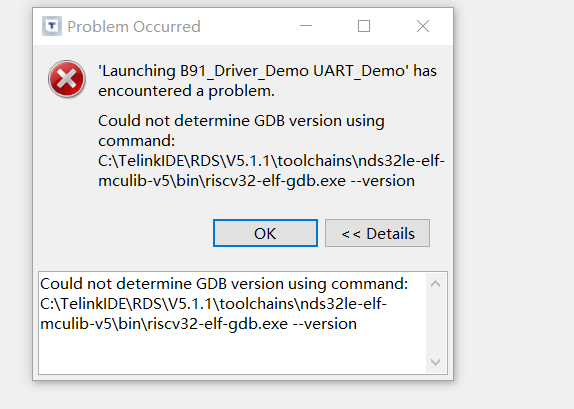 T Problem Occurred
'Launching B91_Driver_Demo UART_Demo' has
encountered a problem.
Could not determine GDB version using
command:
C:\TelinkIDE\RDS\V5.1.1\toolchains\nds32le-elf-
mculib-v5\bin\riscv32-elf-gdb.exe --version
OK
<< Details
Could not determine GDB version using command:
C:\TelinkIDE\RDS\V5.1.1\toolchains\nds32le-elf-
mculib-v5\bin\riscv32-elf-gdb.exe --version